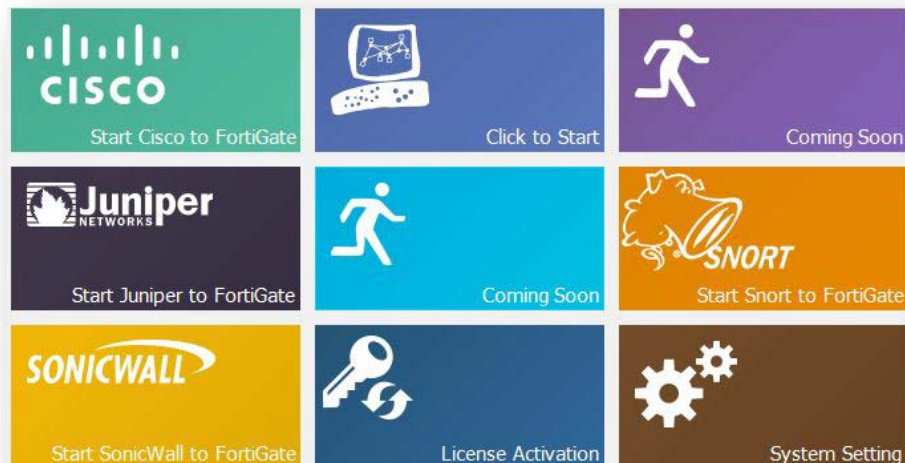 CISCO
Start Cisco to FortiGate
Click to Start
Coming Soon
Juniper
NETWORKS
Start Juniper to FortiGate
Coming Soon
SNORT
Start Snort to FortiGate
SONICWALL
Start SonicWall to FortiGate
License Activation
System Setting